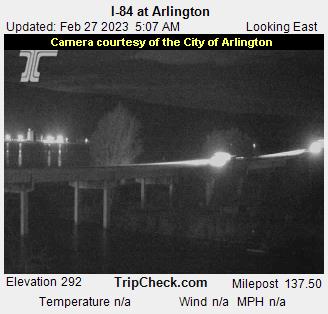 I-84 at Arlington
Updated: Feb 27 2023 5:07 AM Looking East
Camera courtesy of the City of Arlington
Elevation 292 TripCheck.com Milepost 137.50
Temperature n/a Wind n/a MPH n/a